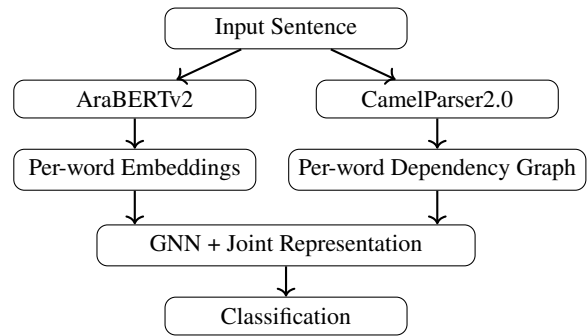 Input Sentence
AraBERTv2
CamelParser2.0
Per-word Embeddings
Per-word Dependency Graph
GNN + Joint Representation
Classification